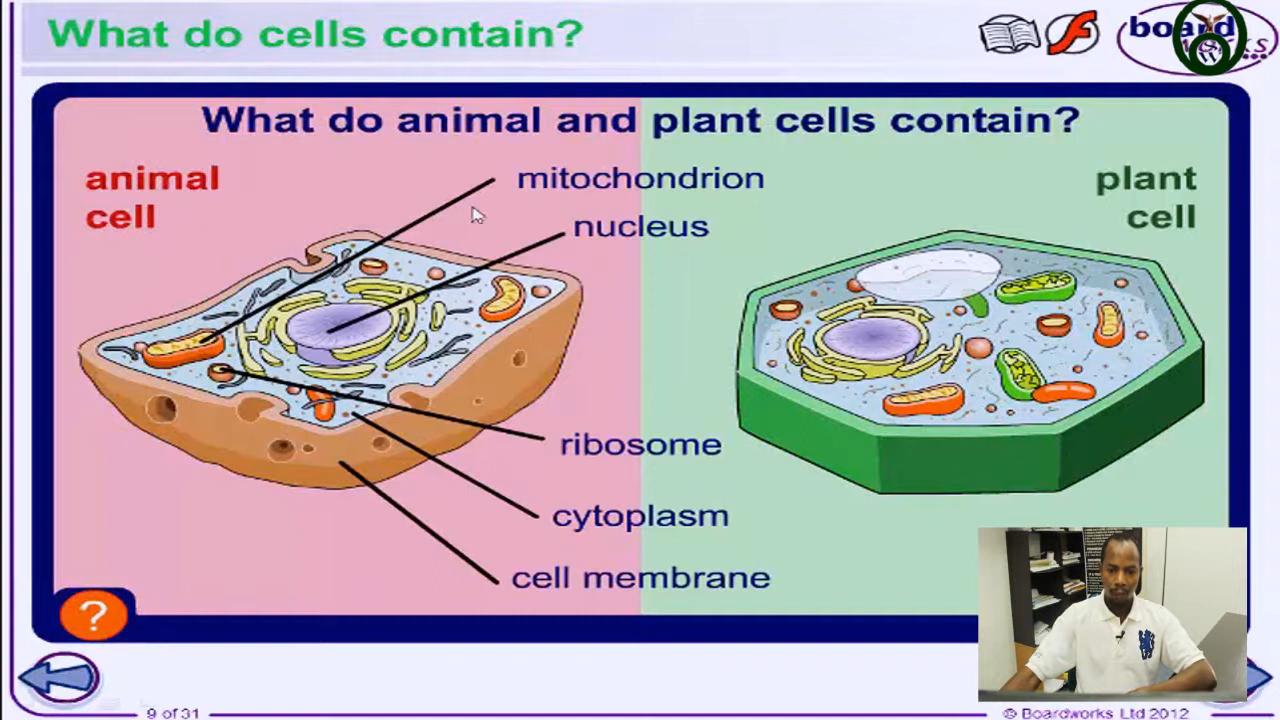 What do cells contain?
board
What do animal and plant cells contain?
animal
cell
mitochondrion
nucleus
plant
cell
ribosome
cytoplasm
cell membrane
?
9 of 31
© Boardworks Ltd 2012